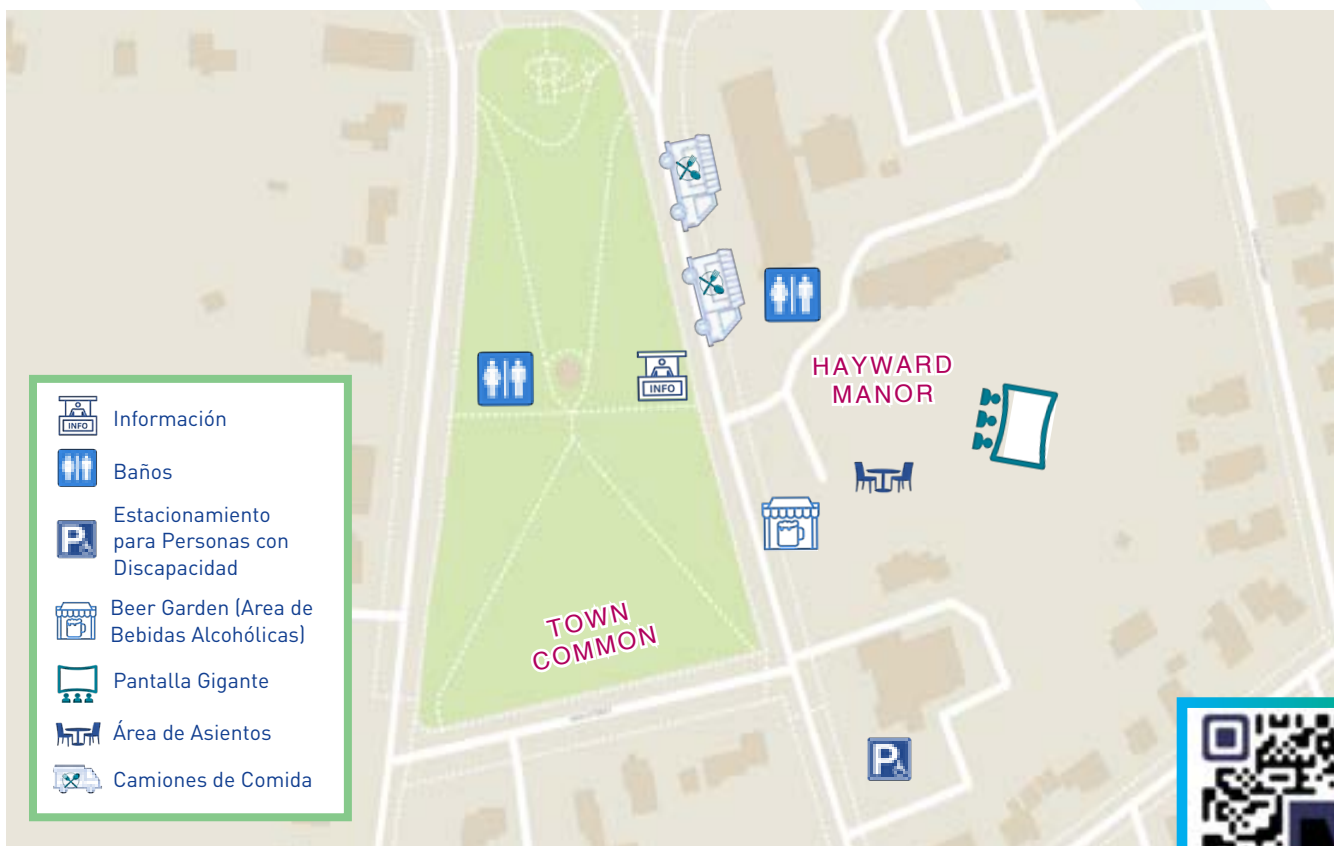 HAYWARD
MANOR
INFO
TOWN
COMMON
INFO
Información
Baños
P
Estacionamiento
para Personas con
Discapacidad
Beer Garden (Area de
Bebidas Alcohólicas)
Pantalla Gigante
Área de Asientos
Camiones de Comida
P